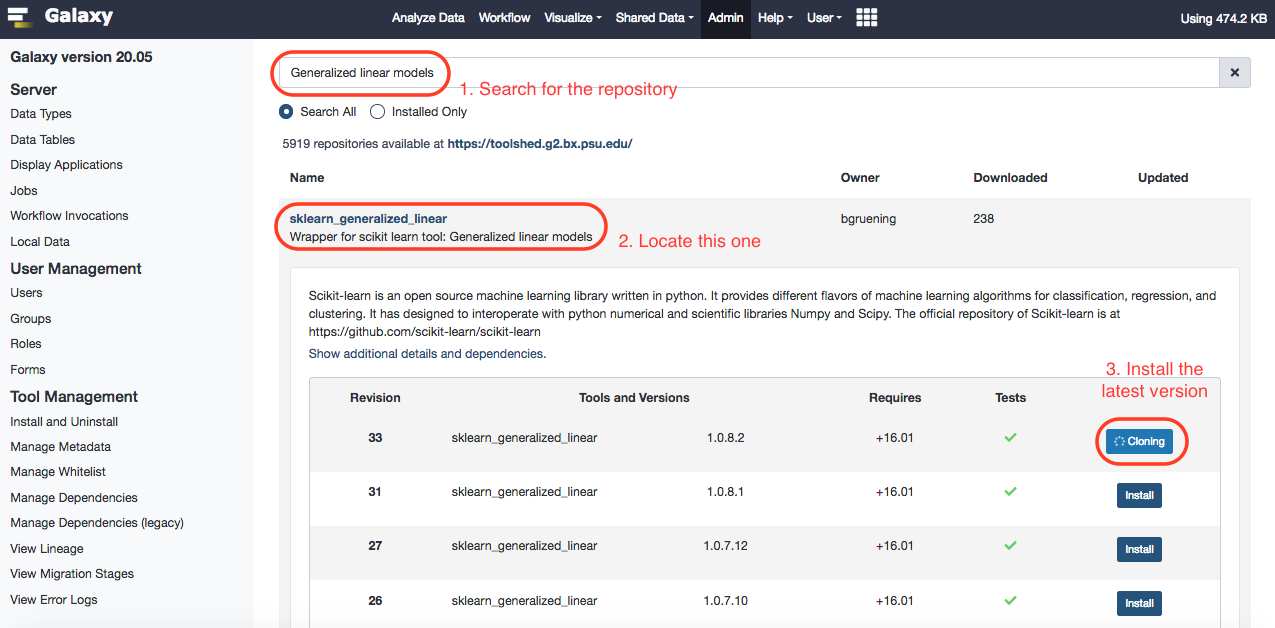 Galaxy
Analyze Data Workflow Visualize Shared Data Admin Help User
Using 474.2 KB
Galaxy version 20.05
Server
Data Types
Data Tables
Display Applications
Jobs
Workflow Invocations
Local Data
User Management
Users
Groups
Roles
Forms
Tool Management
Install and Uninstall
Manage Metadata
Manage Whitelist
Manage Dependencies
Manage Dependencies (legacy)
View Lineage
View Migration Stages
View Error Logs
Generalized linear models
1. Search for the repository
Search All Installed Only
5919 repositories available at https://toolshed.g2.bx.psu.edu/
Name Owner Downloaded Updated
sklearn_generalized_linear bgruening 238
Wrapper for scikit learn tool: Generalized linear models
2. Locate this one
Scikit-learn is an open source machine learning library written in python. It provides different flavors of machine learning algorithms for classification, regression, and
clustering. It has designed to interoperate with python numerical and scientific libraries Numpy and Scipy. The official repository of Scikit-learn is at
https://github.com/scikit-learn/scikit-learn
Show additional details and dependencies.
3. Install the
latest version
Revision Tools and Versions Requires Tests
33 sklearn_generalized_linear 1.0.8.2 +16.01 Cloning
31 sklearn_generalized_linear 1.0.8.1 +16.01 Install
27 sklearn_generalized_linear 1.0.7.12 +16.01 Install
26 sklearn_generalized_linear 1.0.7.10 +16.01 Install